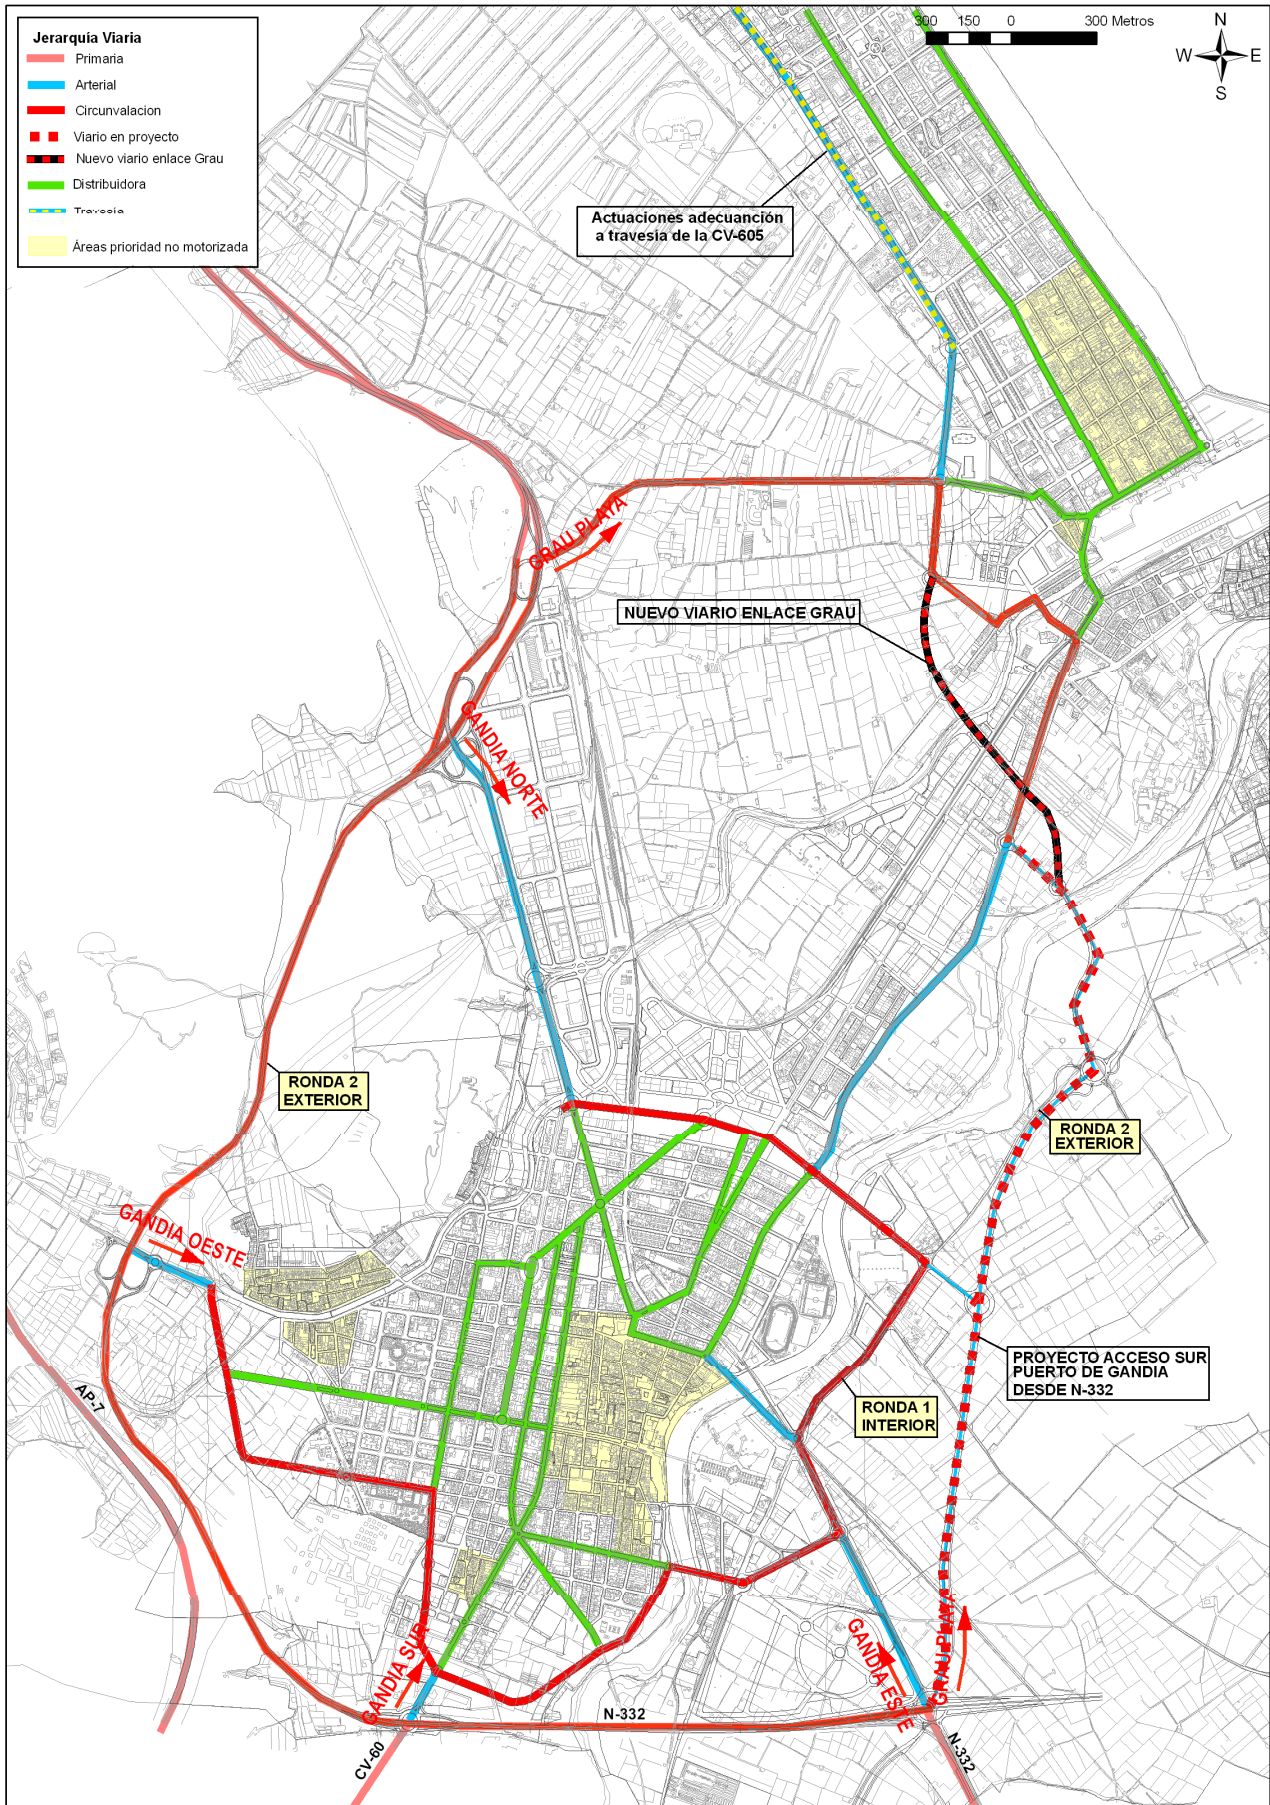 Jerarquía Viaria
Primaria
Arterial
Circunvalacion
Viario en proyecto
Nuevo viario enlace Grau
Distribuidora
Travesía
Áreas prioridad no motorizada
300 150 0 300 Metros
N
W E
S
Actuaciones adecuanción
a travesia de la CV-605
GRAU PLAYA
NUEVO VIARIO ENLACE GRAU
GANDIA NORTE
RONDA 2
EXTERIOR
RONDA 2
EXTERIOR
GANDIA OESTE
PROYECTO ACCESO SUR
PUERTO DE GANDIA
DESDE N-332
AP-7
RONDA 1
INTERIOR
GANDIA SUR
GANDIA ESTE
GRAU PLAYA
N-332
CV-60
N-332